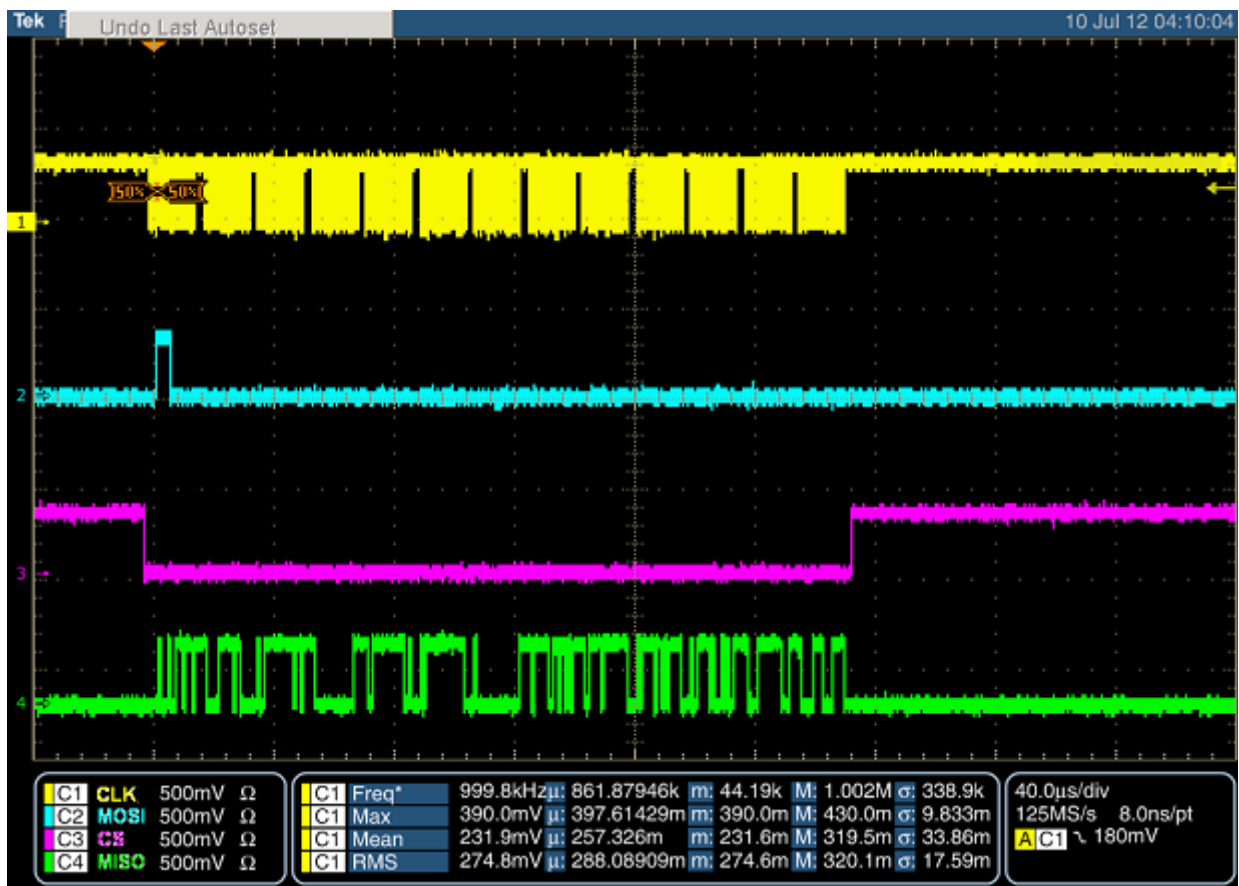 Tek
Undo Last Autoset
10 Jul 12 04:10:04
50% 50%
1
2
3
4
C1 CLK 500mV Ω
C2 MOSI 500mV Ω
C3 CS 500mV Ω
C4 MISO 500mV Ω
C1 Freq* 999.8kHz μ: 861.87946k m: 44.19k M: 1.002M σ: 338.9k
C1 Max 390.0mV μ: 397.61429m m: 390.0m M: 430.0m σ: 9.833m
C1 Mean 231.9mV μ: 257.326m m: 231.6m M: 319.5m σ: 33.86m
C1 RMS 274.8mV μ: 288.08909m m: 274.6m M: 320.1m σ: 17.59m
40.0μs/div
125MS/s 8.0ns/pt
A C1 180mV